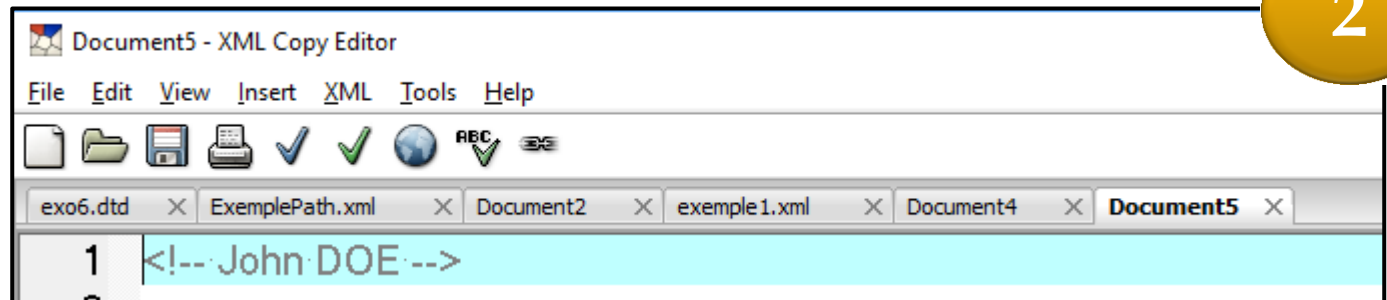 2
Document5 - XML Copy Editor
File Edit View Insert XML Tools Help
ABC
exo6.dtd ExemplePath.xml Document2 exemple1.xml Document4 Document5
1 <!-- John DOE -->